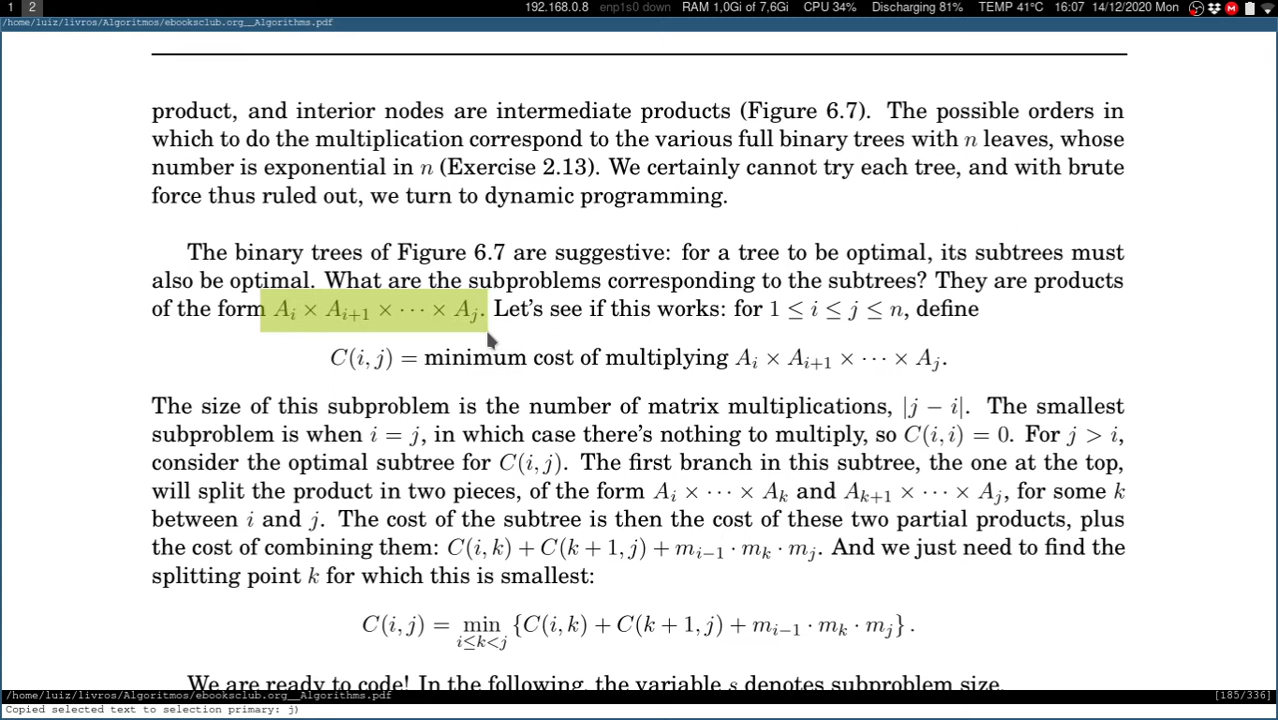 1 2 192.168.0.8 enp1s0 down RAM 1,0Gi of 7,6Gi CPU 34% Discharging 81% TEMP 41°C 16:07 14/12/2020 Mon
/home/luiz/livros/Algoritmos/ebooksclub.org__Algorithms.pdf
product, and interior nodes are intermediate products (Figure 6.7). The possible orders in
which to do the multiplication correspond to the various full binary trees with n leaves, whose
number is exponential in n (Exercise 2.13). We certainly cannot try each tree, and with brute
force thus ruled out, we turn to dynamic programming.
The binary trees of Figure 6.7 are suggestive: for a tree to be optimal, its subtrees must
also be optimal. What are the subproblems corresponding to the subtrees? They are products
of the form A_i × A_{i+1} × ··· × A_j. Let's see if this works: for 1 ≤ i ≤ j ≤ n, define
C(i, j) = minimum cost of multiplying A_i × A_{i+1} × ··· × A_j.
The size of this subproblem is the number of matrix multiplications, |j − i|. The smallest
subproblem is when i = j, in which case there's nothing to multiply, so C(i, i) = 0. For j > i,
consider the optimal subtree for C(i, j). The first branch in this subtree, the one at the top,
will split the product in two pieces, of the form A_i × ··· × A_k and A_{k+1} × ··· × A_j, for some k
between i and j. The cost of the subtree is then the cost of these two partial products, plus
the cost of combining them: C(i, k) + C(k + 1, j) + m_{i−1} · m_k · m_j. And we just need to find the
splitting point k for which this is smallest:
C(i, j) = min_{i≤k<j} {C(i, k) + C(k + 1, j) + m_{i−1} · m_k · m_j}.
We are ready to code! In the following, the variable s denotes subproblem size.
/home/luiz/livros/Algoritmos/ebooksclub.org__Algorithms.pdf [185/336]
Copied selected text to selection primary: j)